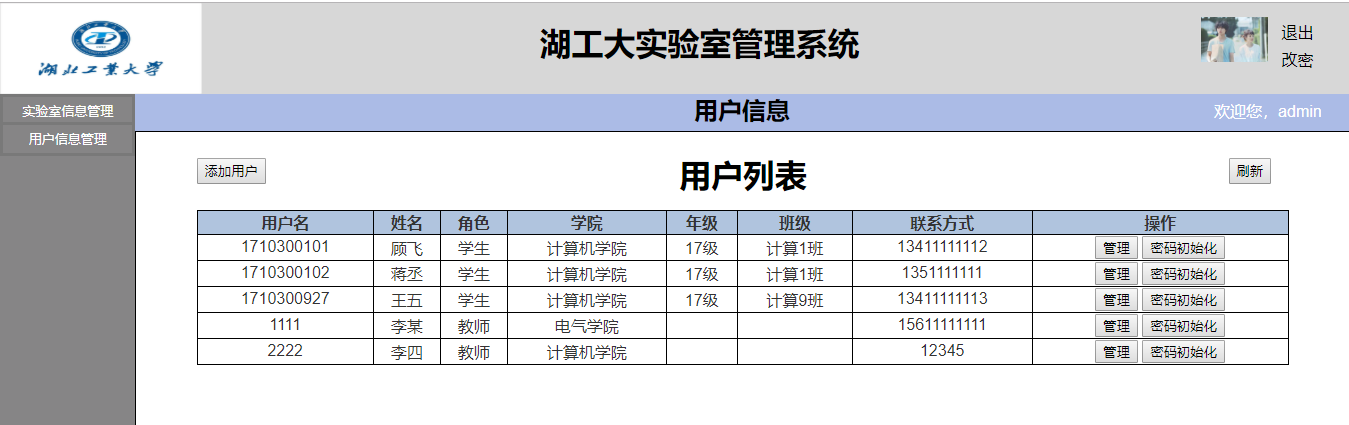 湖北工业大学
湖工大实验室管理系统
退出
改密
实验室信息管理
用户信息管理
用户信息
欢迎您，admin
添加用户
用户列表
刷新
用户名 姓名 角色 学院 年级 班级 联系方式 操作
1710300101 顾飞 学生 计算机学院 17级 计算1班 13411111112 管理 密码初始化
1710300102 蒋丞 学生 计算机学院 17级 计算1班 1351111111 管理 密码初始化
1710300927 王五 学生 计算机学院 17级 计算9班 13411111113 管理 密码初始化
1111 李某 教师 电气学院 15611111111 管理 密码初始化
2222 李四 教师 计算机学院 12345 管理 密码初始化